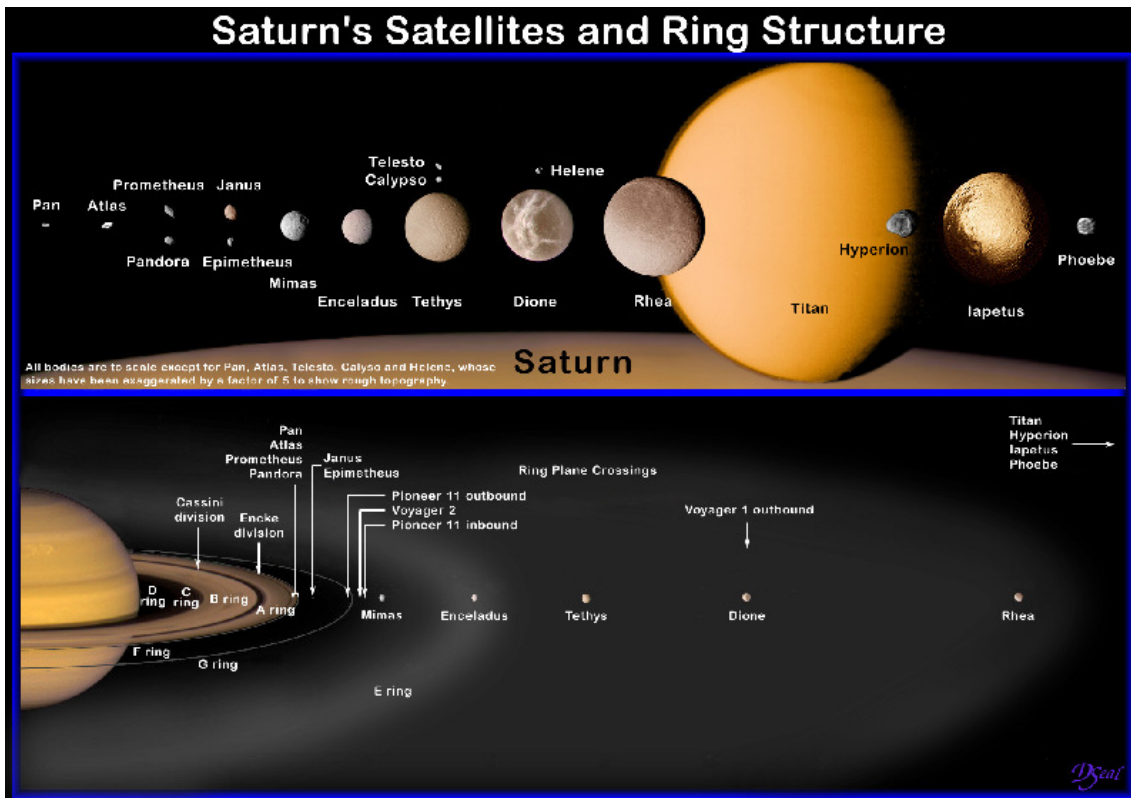 Saturn's Satellites and Ring Structure
Telesto
Calypso
Helene
Prometheus Janus
Pan
Atlas
Pandora Epimetheus
Mimas
Enceladus Tethys
Dione
Rhea
Titan
Hyperion
Iapetus
Phoebe
Saturn
All bodies are to scale except for Pan, Atlas, Telesto, Calyso and Helene, whose
sizes have been exaggerated by a factor of 5 to show rough topography.
Pan
Atlas
Prometheus
Pandora
Janus
Epimetheus
Cassini
division
Encke
division
Ring Plane Crossings
Pioneer 11 outbound
Voyager 2
Pioneer 11 inbound
Voyager 1 outbound
Titan
Hyperion
Iapetus
Phoebe
D
ring
C
ring
B ring
A ring
F ring
G ring
E ring
Mimas
Enceladus
Tethys
Dione
Rhea
DSeal